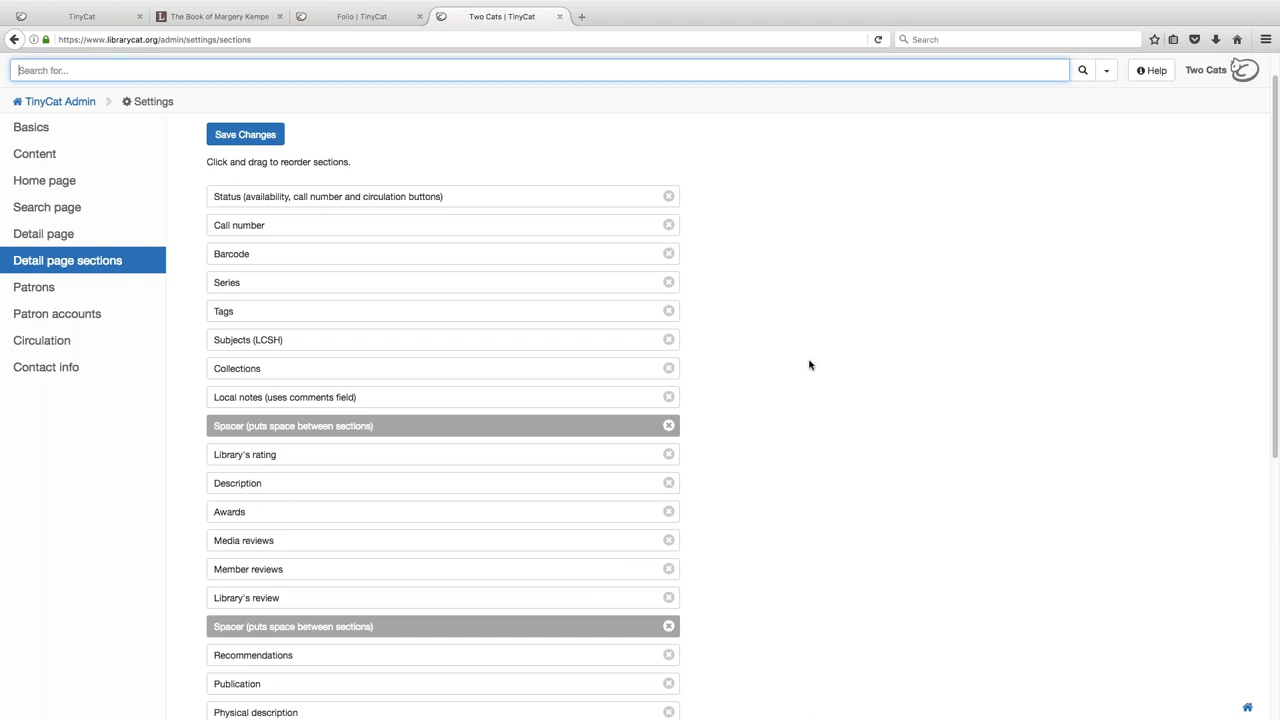 TinyCat
The Book of Margery Kempe
Folio | TinyCat
Two Cats | TinyCat
https://www.librarycat.org/admin/settings/sections
Search
Search for...
Help
Two Cats
TinyCat Admin
Settings
Basics
Content
Home page
Search page
Detail page
Detail page sections
Patrons
Patron accounts
Circulation
Contact info
Save Changes
Click and drag to reorder sections.
Status (availability, call number and circulation buttons)
Call number
Barcode
Series
Tags
Subjects (LCSH)
Collections
Local notes (uses comments field)
Spacer (puts space between sections)
Library's rating
Description
Awards
Media reviews
Member reviews
Library's review
Spacer (puts space between sections)
Recommendations
Publication
Physical description